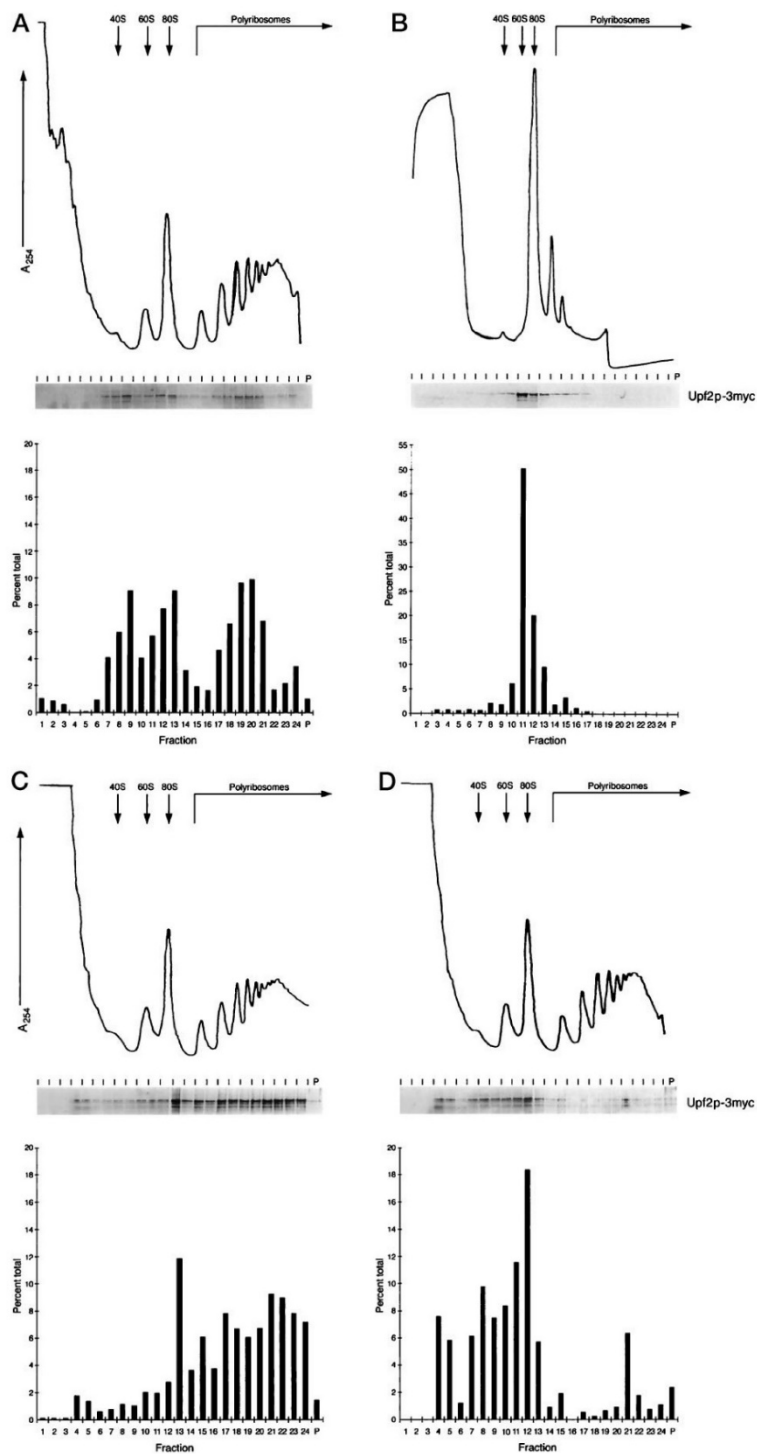 A
40S 60S 80S Polyribosomes
A254
P
Upf2p-3myc
Percent total
20
18
16
14
12
10
8
6
4
2
0
1 2 3 4 5 6 7 8 9 10 11 12 13 14 15 16 17 18 19 20 21 22 23 24 P
Fraction
B
40S 60S 80S Polyribosomes
P
Percent total
55
50
45
40
35
30
25
20
15
10
5
0
1 2 3 4 5 6 7 8 9 10 11 12 13 14 15 16 17 18 19 20 21 22 23 24 P
Fraction
C
40S 60S 80S Polyribosomes
A254
P
Upf2p-3myc
Percent total
20
18
16
14
12
10
8
6
4
2
0
1 2 3 4 5 6 7 8 9 10 11 12 13 14 15 16 17 18 19 20 21 22 23 24 P
Fraction
D
40S 60S 80S Polyribosomes
P
Percent total
20
18
16
14
12
10
8
6
4
2
0
1 2 3 4 5 6 7 8 9 10 11 12 13 14 15 16 17 18 19 20 21 22 23 24 P
Fraction